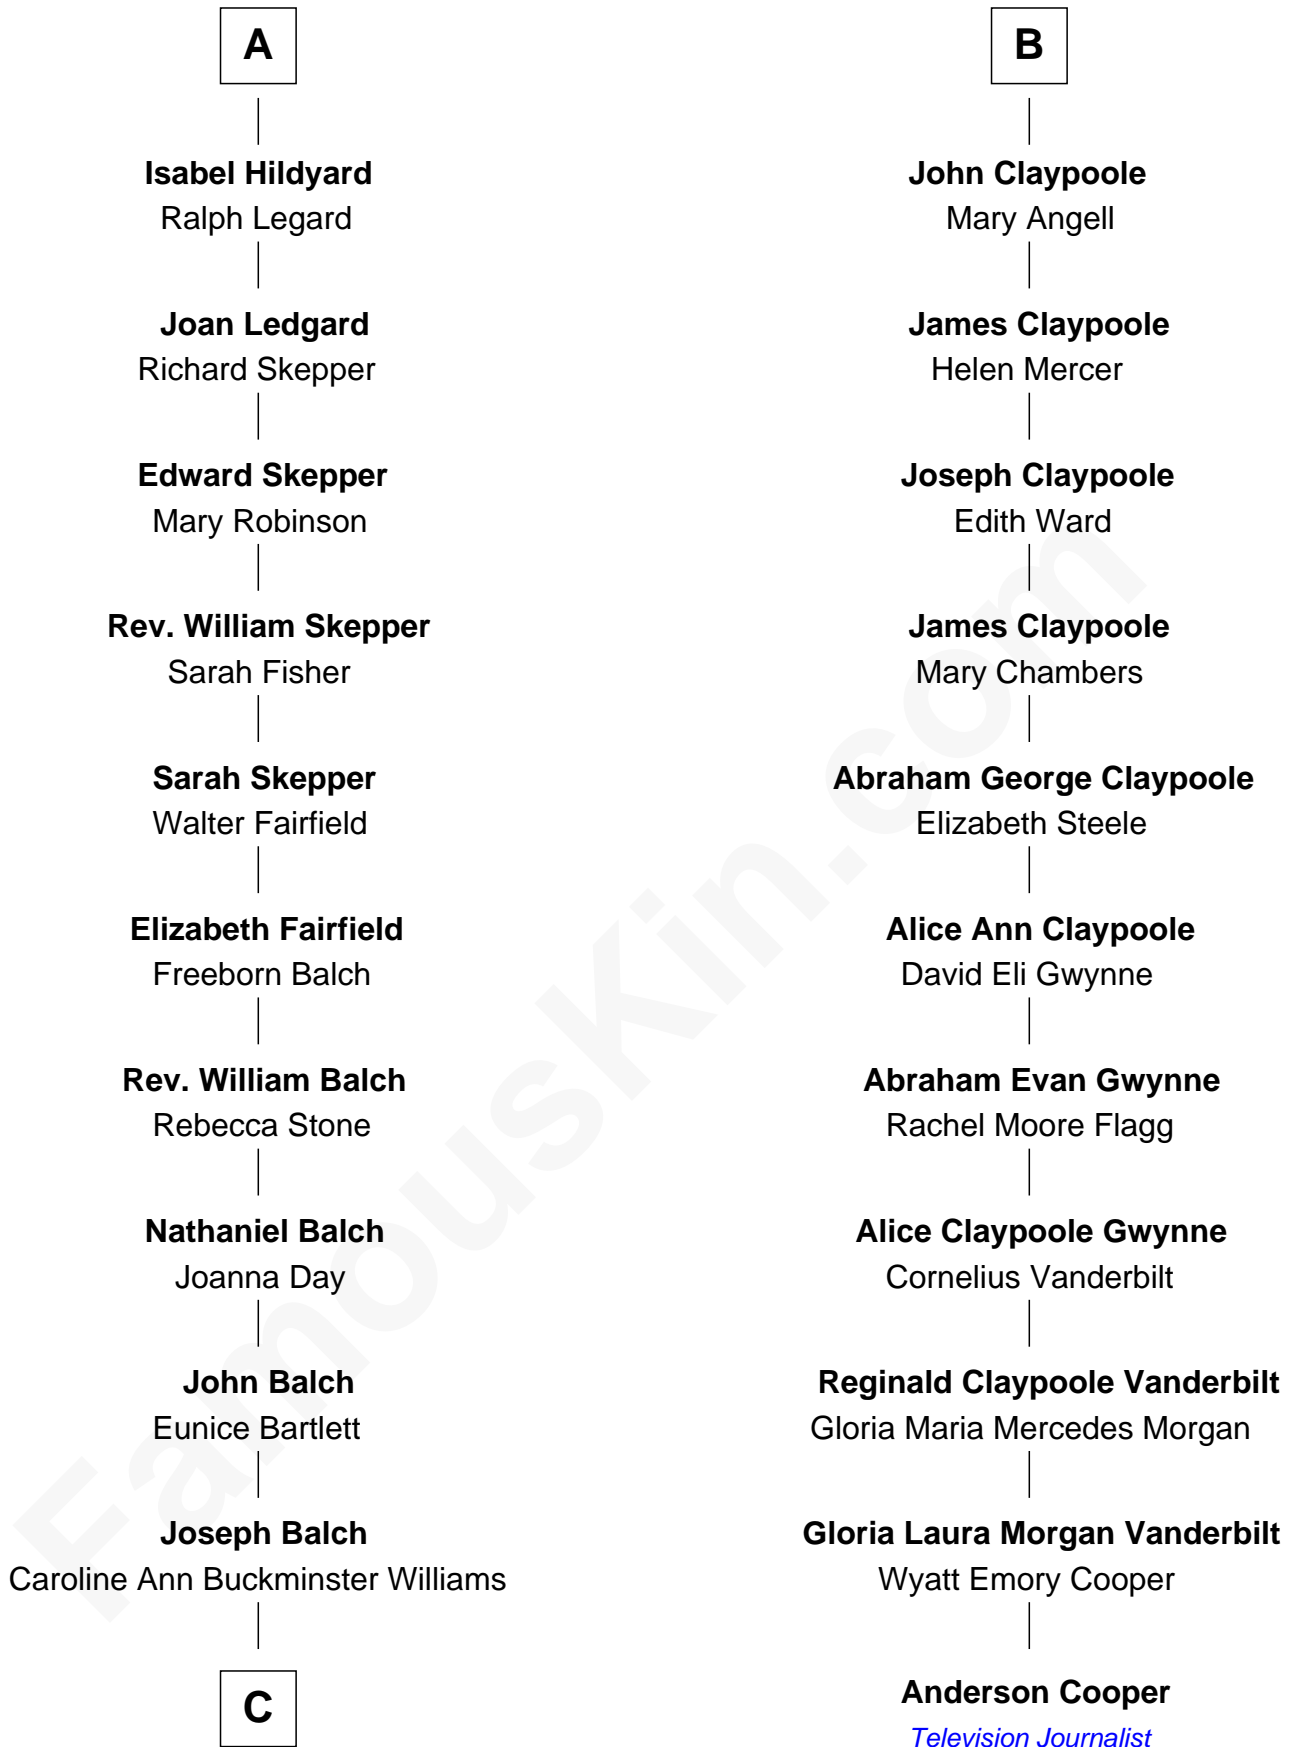 A
Isabel Hildyard
Ralph Legard
Joan Ledgard
Richard Skepper
Edward Skepper
Mary Robinson
Rev. William Skepper
Sarah Fisher
Sarah Skepper
Walter Fairfield
Elizabeth Fairfield
Freeborn Balch
Rev. William Balch
Rebecca Stone
Nathaniel Balch
Joanna Day
John Balch
Eunice Bartlett
Joseph Balch
Caroline Ann Buckminster Williams
C
B
John Claypoole
Mary Angell
James Claypoole
Helen Mercer
Joseph Claypoole
Edith Ward
James Claypoole
Mary Chambers
Abraham George Claypoole
Elizabeth Steele
Alice Ann Claypoole
David Eli Gwynne
Abraham Evan Gwynne
Rachel Moore Flagg
Alice Claypoole Gwynne
Cornelius Vanderbilt
Reginald Claypoole Vanderbilt
Gloria Maria Mercedes Morgan
Gloria Laura Morgan Vanderbilt
Wyatt Emory Cooper
Anderson Cooper
Television Journalist
FamousKin.com